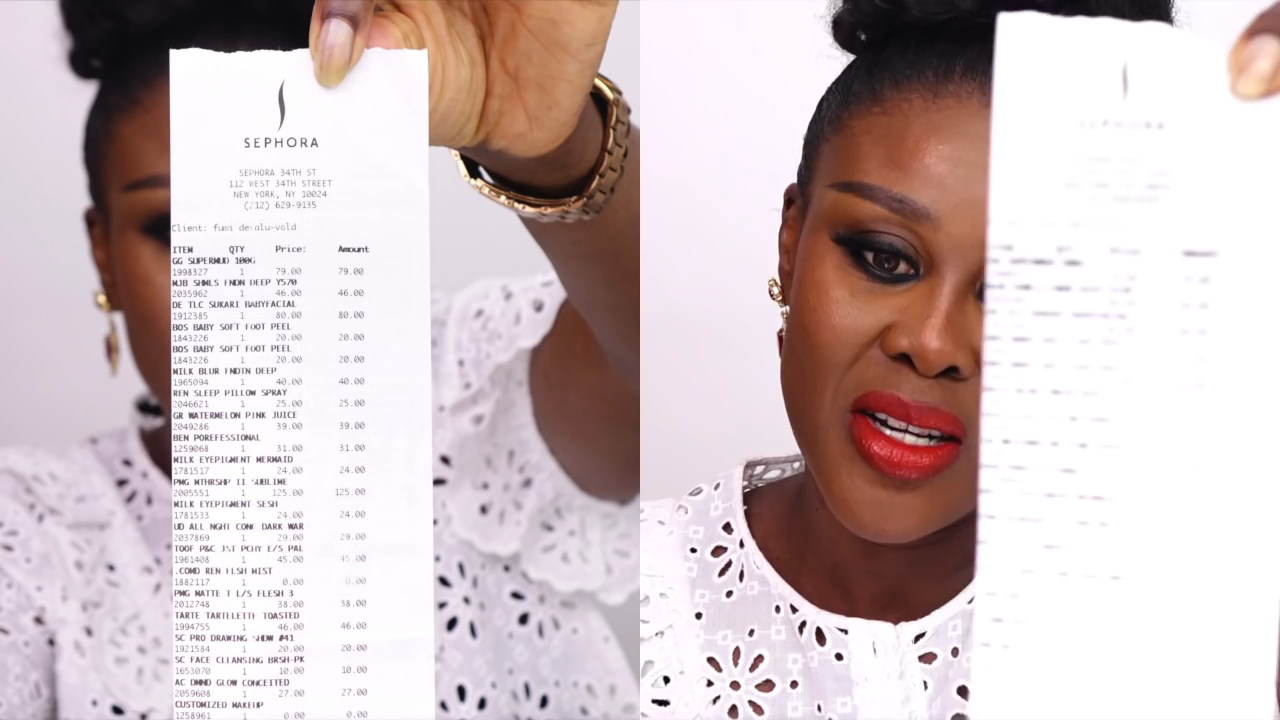 SEPHORA
SEPHORA 34TH ST
112 WEST 34TH STREET
NEW YORK, NY 10024
(212) 629-9135
Client: fumi
ITEM QTY Price: Amount
GG SUPERMUD 100G
1998327 1 79.00 79.00
MJB SHMLS FNDN DEEP Y570
2035962 1 46.00 46.00
DE TLC SUKARI BABYFACIAL
1912385 1 80.00 80.00
BOS BABY SOFT FOOT PEEL
1843226 1 20.00 20.00
BOS BABY SOFT FOOT PEEL
1843226 1 20.00 20.00
MILK BLUR FNDTN DEEP
1965094 1 40.00 40.00
REN SLEEP PILLOW SPRAY
2046621 1 25.00 25.00
GR WATERMELON PINK JUICE
2049286 1 39.00 39.00
BEN POREFESSIONAL
1259068 1 31.00 31.00
MILK EYEPIGMENT MERMAID
1781517 1 24.00 24.00
PMG MTHRSHP II SUBLIME
2005551 1 125.00 125.00
MILK EYEPIGMENT SESH
1781533 1 24.00 24.00
UD ALL NGHT CONC DARK WAR
2037869 1 29.00 29.00
TOOF P&C JST PCHY E/S PAL
1961408 1 45.00 45.00
.COMD REN FLSH MIST
1882117 1 0.00 0.00
PMG MATTE T L/S FLESH 3
2012748 1 38.00 38.00
TARTE TARTELETTE TOASTED
1994755 1 46.00 46.00
SC PRO DRAWING SHDW #41
1921584 1 20.00 20.00
SC FACE CLEANSING BRSH-PK
1653070 1 10.00 10.00
AC DMND GLOW CONCEITED
2059608 1 27.00 27.00
CUSTOMIZED MAKEUP
1258961 1 0.00 0.00